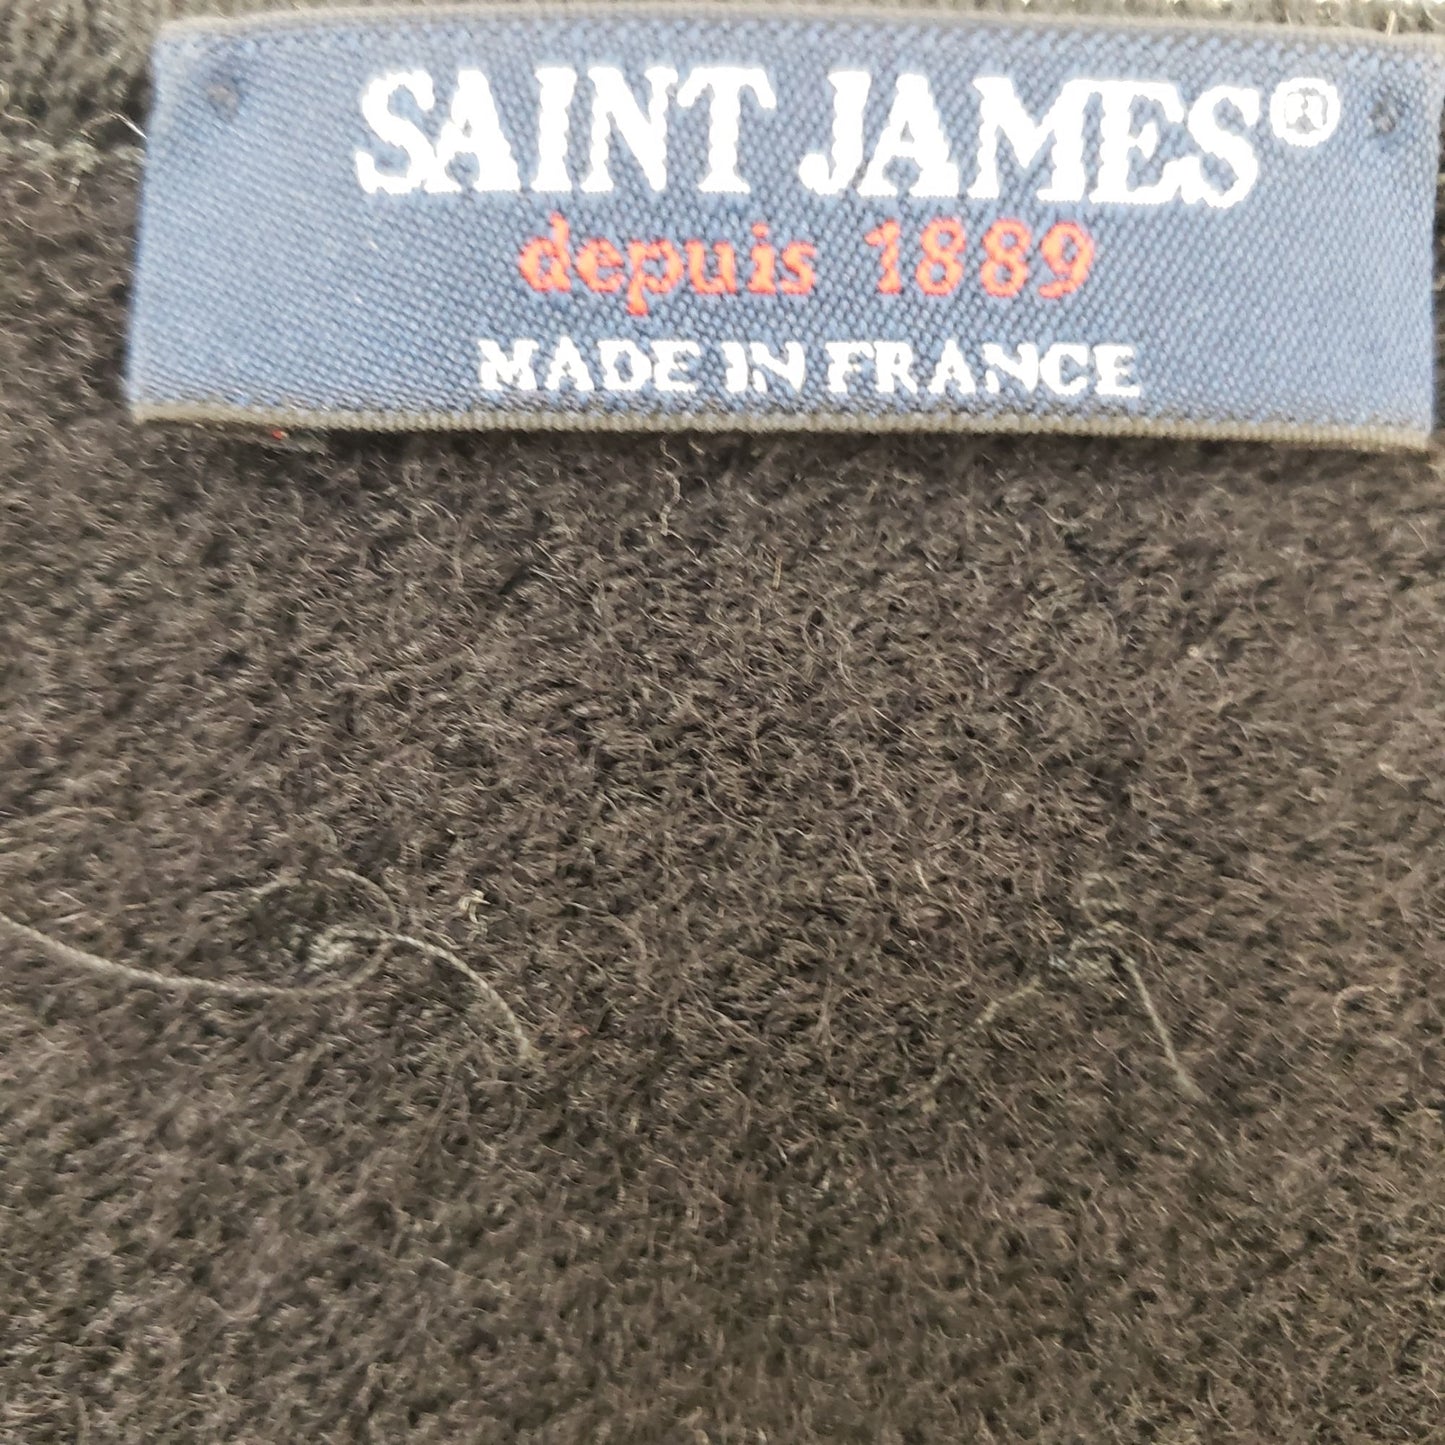 SAINT JAMES®
depuis 1889
MADE IN FRANCE